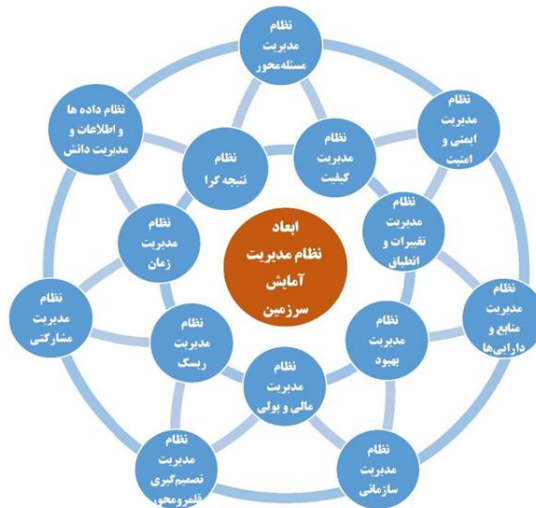 نظام
مدیریت
مسئله‌محور
نظام
مدیریت
ایمنی و
امنیت
نظام داده ها
و اطلاعات و
مدیریت دانش
نظام
مدیریت
کیفیت
نظام
نتیجه گرا
نظام
مدیریت
تغییرات و
انطباق
نظام
مدیریت
زمان
ابعاد
نظام مدیریت
آمایش
سرزمین
نظام
مدیریت
منابع و
دارایی‌ها
نظام
مدیریت
مشارکتی
نظام
مدیریت
بهبود
نظام
مدیریت
ریسک
نظام
مدیریت
مالی و پولی
نظام
مدیریت
سازمانی
نظام
مدیریت
تصمیم‌گیری
قلمرومحور